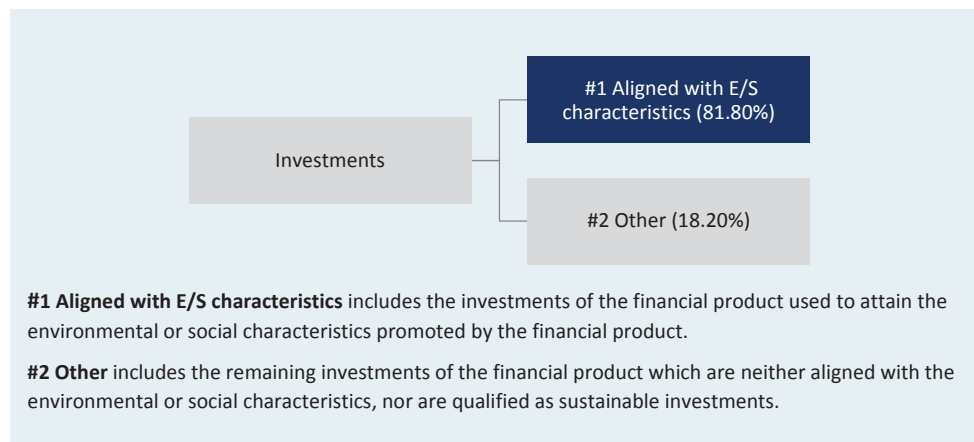 #1 Aligned with E/S
characteristics (81.80%)
Investments
#2 Other (18.20%)
#1 Aligned with E/S characteristics includes the investments of the financial product used to attain the
environmental or social characteristics promoted by the financial product.
#2 Other includes the remaining investments of the financial product which are neither aligned with the
environmental or social characteristics, nor are qualified as sustainable investments.